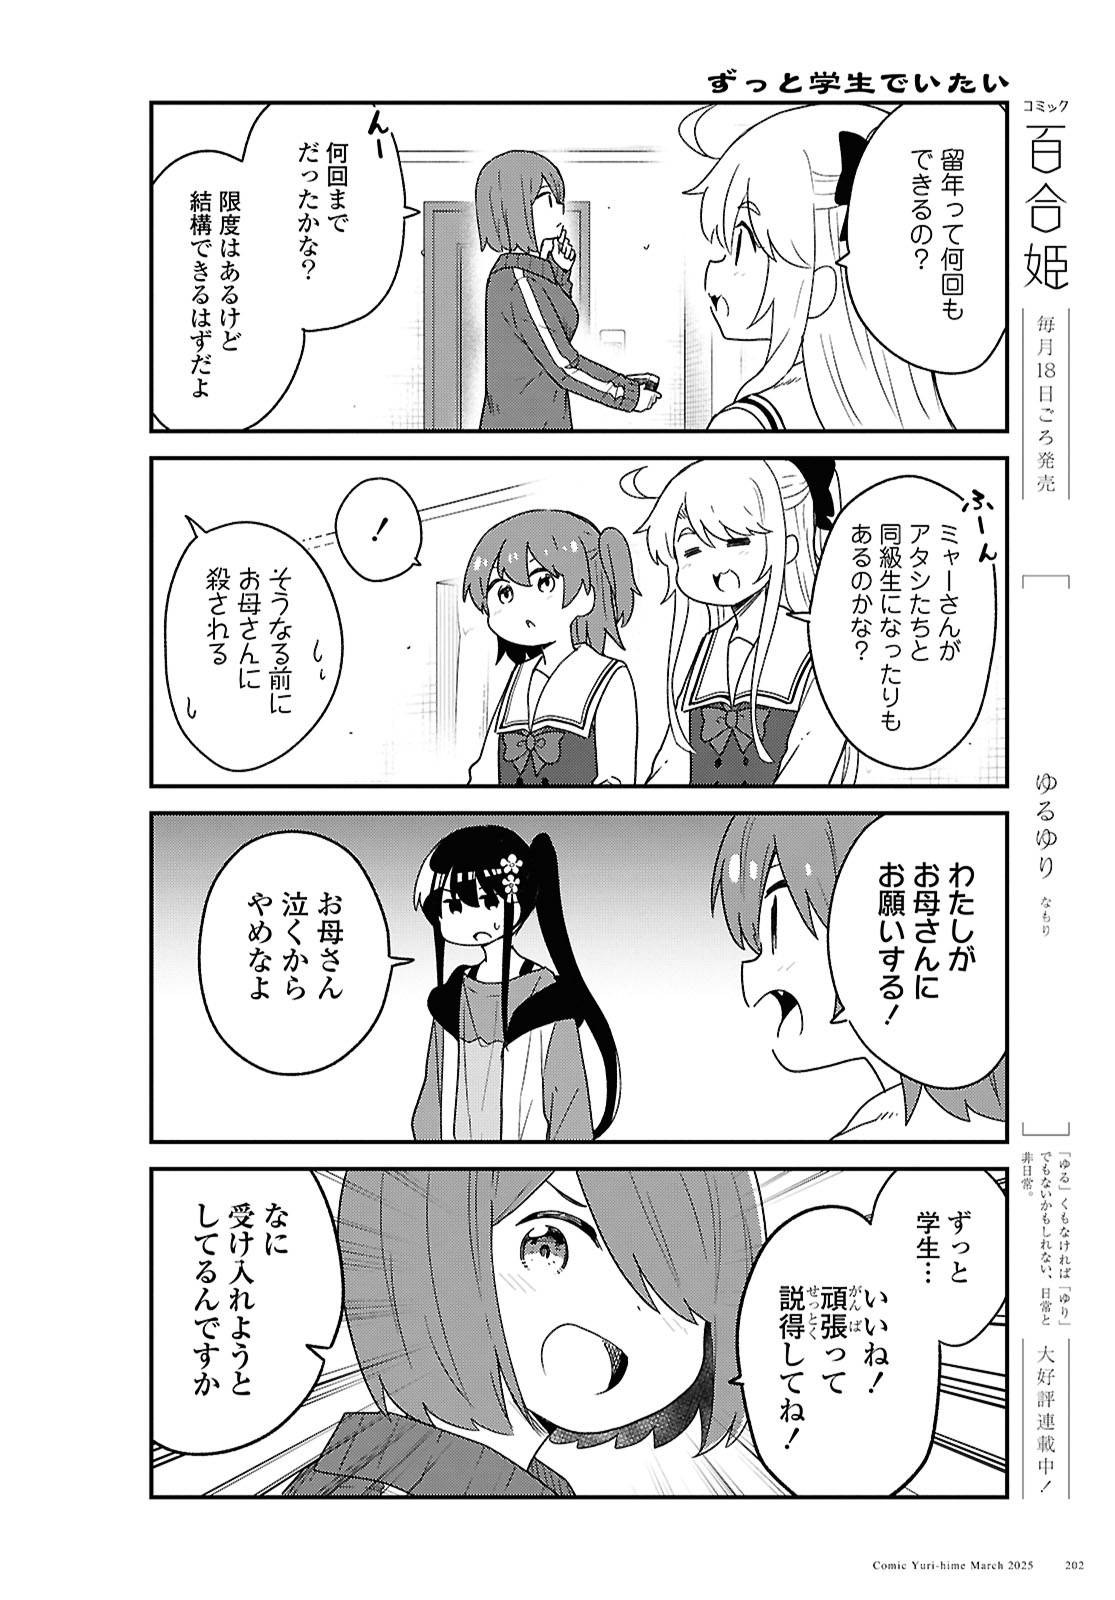 ずっと学生でいたい
留年って何回も
できるの？
んー
何回まで
だったかな？
限度はあるけど
結構できるはずだよ
ふーん
ミャーさんが
アタシたちと
同級生になったりも
あるのかな？
！
そうなる前に
お母さんに
殺される
わたしが
お母さんに
お願いする！
お母さん
泣くから
やめなよ
ずっと
学生…
いいね！
頑張って
がんば
説得してね！
せっとく
なに
受け入れようと
してるんですか
コミック
百合姫
毎月18日ごろ発売
ゆるゆり
なもり
「ゆる」くもなければ「ゆり」
でもないかもしれない、日常と
非日常。
大好評連載中！
Comic Yuri-hime March 2025
202